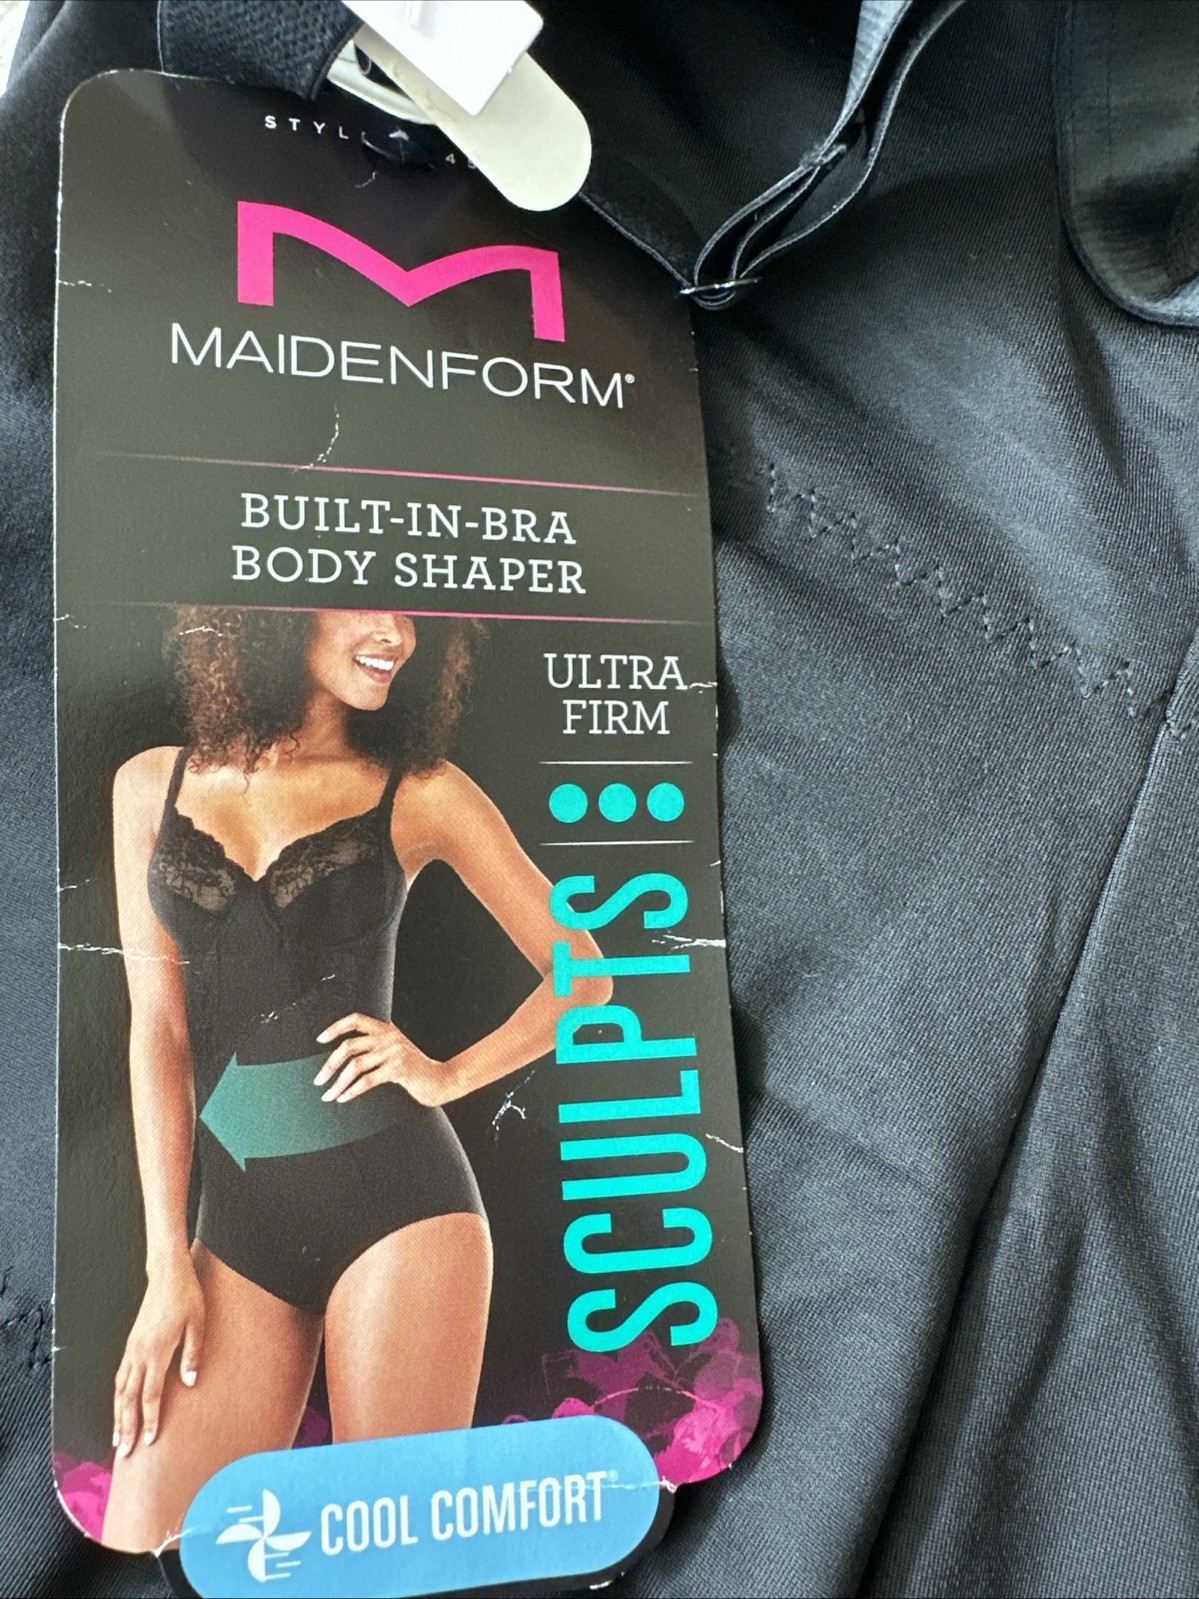 MAIDENFORM®
BUILT-IN-BRA
BODY SHAPER
ULTRA
FIRM
SCULPTS
COOL COMFORT®